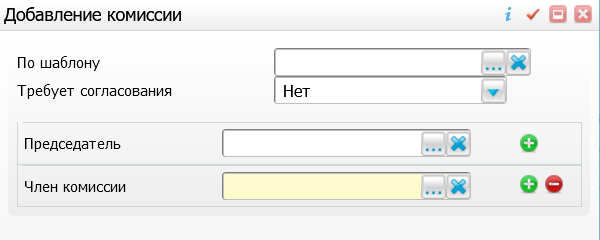 Добавление комиссии
По шаблону
Требует согласования Нет
Председатель
Член комиссии